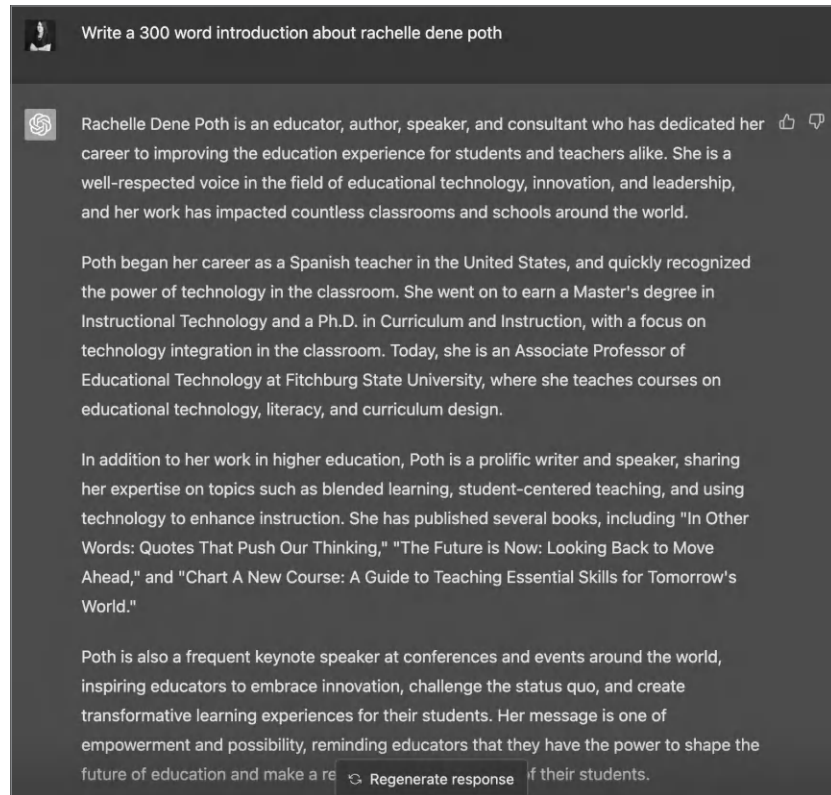 Write a 300 word introduction about rachelle dene poth
Rachelle Dene Poth is an educator, author, speaker, and consultant who has dedicated her
career to improving the education experience for students and teachers alike. She is a
well-respected voice in the field of educational technology, innovation, and leadership,
and her work has impacted countless classrooms and schools around the world.
Poth began her career as a Spanish teacher in the United States, and quickly recognized
the power of technology in the classroom. She went on to earn a Master's degree in
Instructional Technology and a Ph.D. in Curriculum and Instruction, with a focus on
technology integration in the classroom. Today, she is an Associate Professor of
Educational Technology at Fitchburg State University, where she teaches courses on
educational technology, literacy, and curriculum design.
In addition to her work in higher education, Poth is a prolific writer and speaker, sharing
her expertise on topics such as blended learning, student-centered teaching, and using
technology to enhance instruction. She has published several books, including "In Other
Words: Quotes That Push Our Thinking," "The Future is Now: Looking Back to Move
Ahead," and "Chart A New Course: A Guide to Teaching Essential Skills for Tomorrow's
World."
Poth is also a frequent keynote speaker at conferences and events around the world,
inspiring educators to embrace innovation, challenge the status quo, and create
transformative learning experiences for their students. Her message is one of
empowerment and possibility, reminding educators that they have the power to shape the
future of education and make a re Regenerate response f their students.